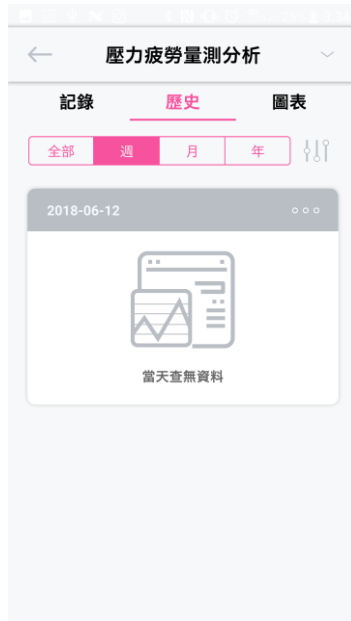 壓力疲勞量測分析
記錄 歷史 圖表
全部 週 月 年
2018-06-12
當天查無資料